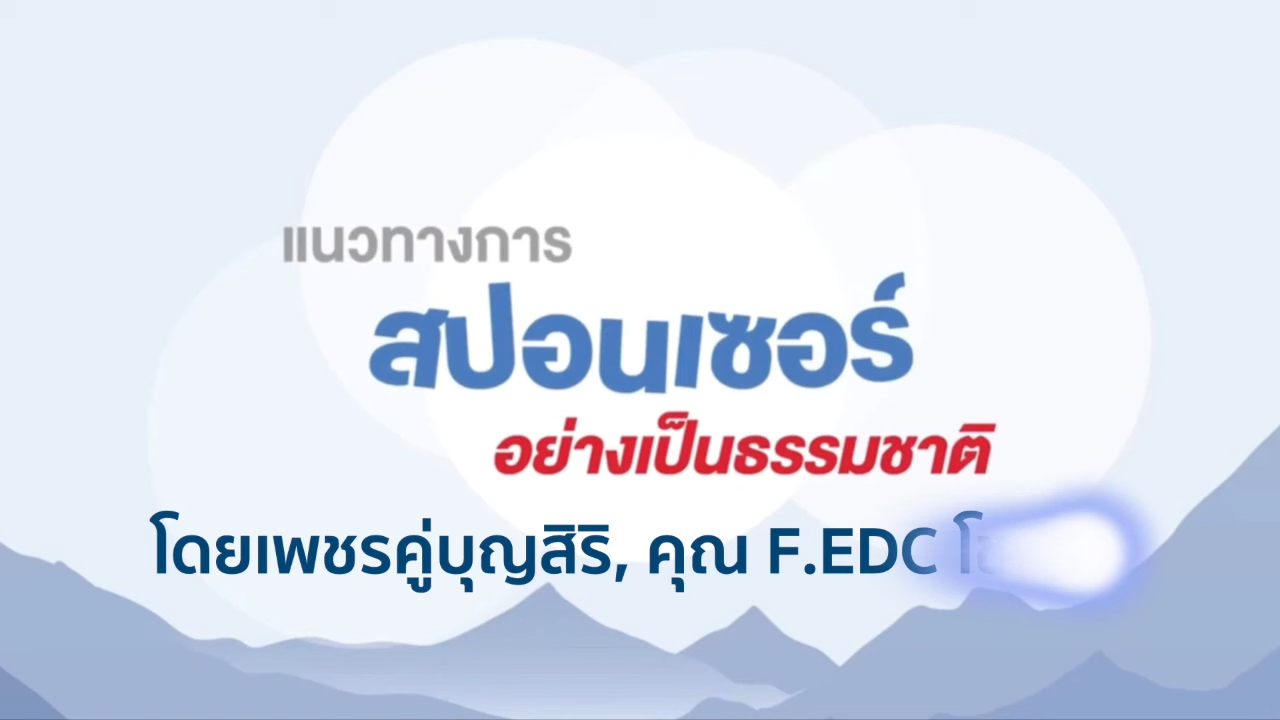 แนวทางการ
สปอนเซอร์
อย่างเป็นธรรมชาติ
โดยเพชรคู่บุญสิริ, คุณ F.EDC